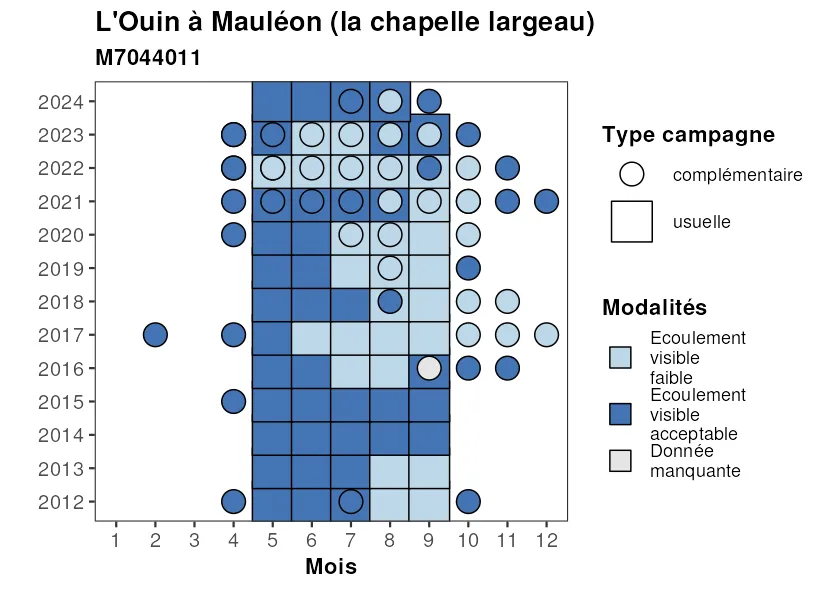 L'Ouin à Mauléon (la chapelle largeau)
M7044011
2024
2023
2022
2021
2020
2019
2018
2017
2016
2015
2014
2013
2012
1 2 3 4 5 6 7 8 9 10 11 12
Mois
Type campagne
complémentaire
usuelle
Modalités
Ecoulement
visible
faible
Ecoulement
visible
acceptable
Donnée
manquante